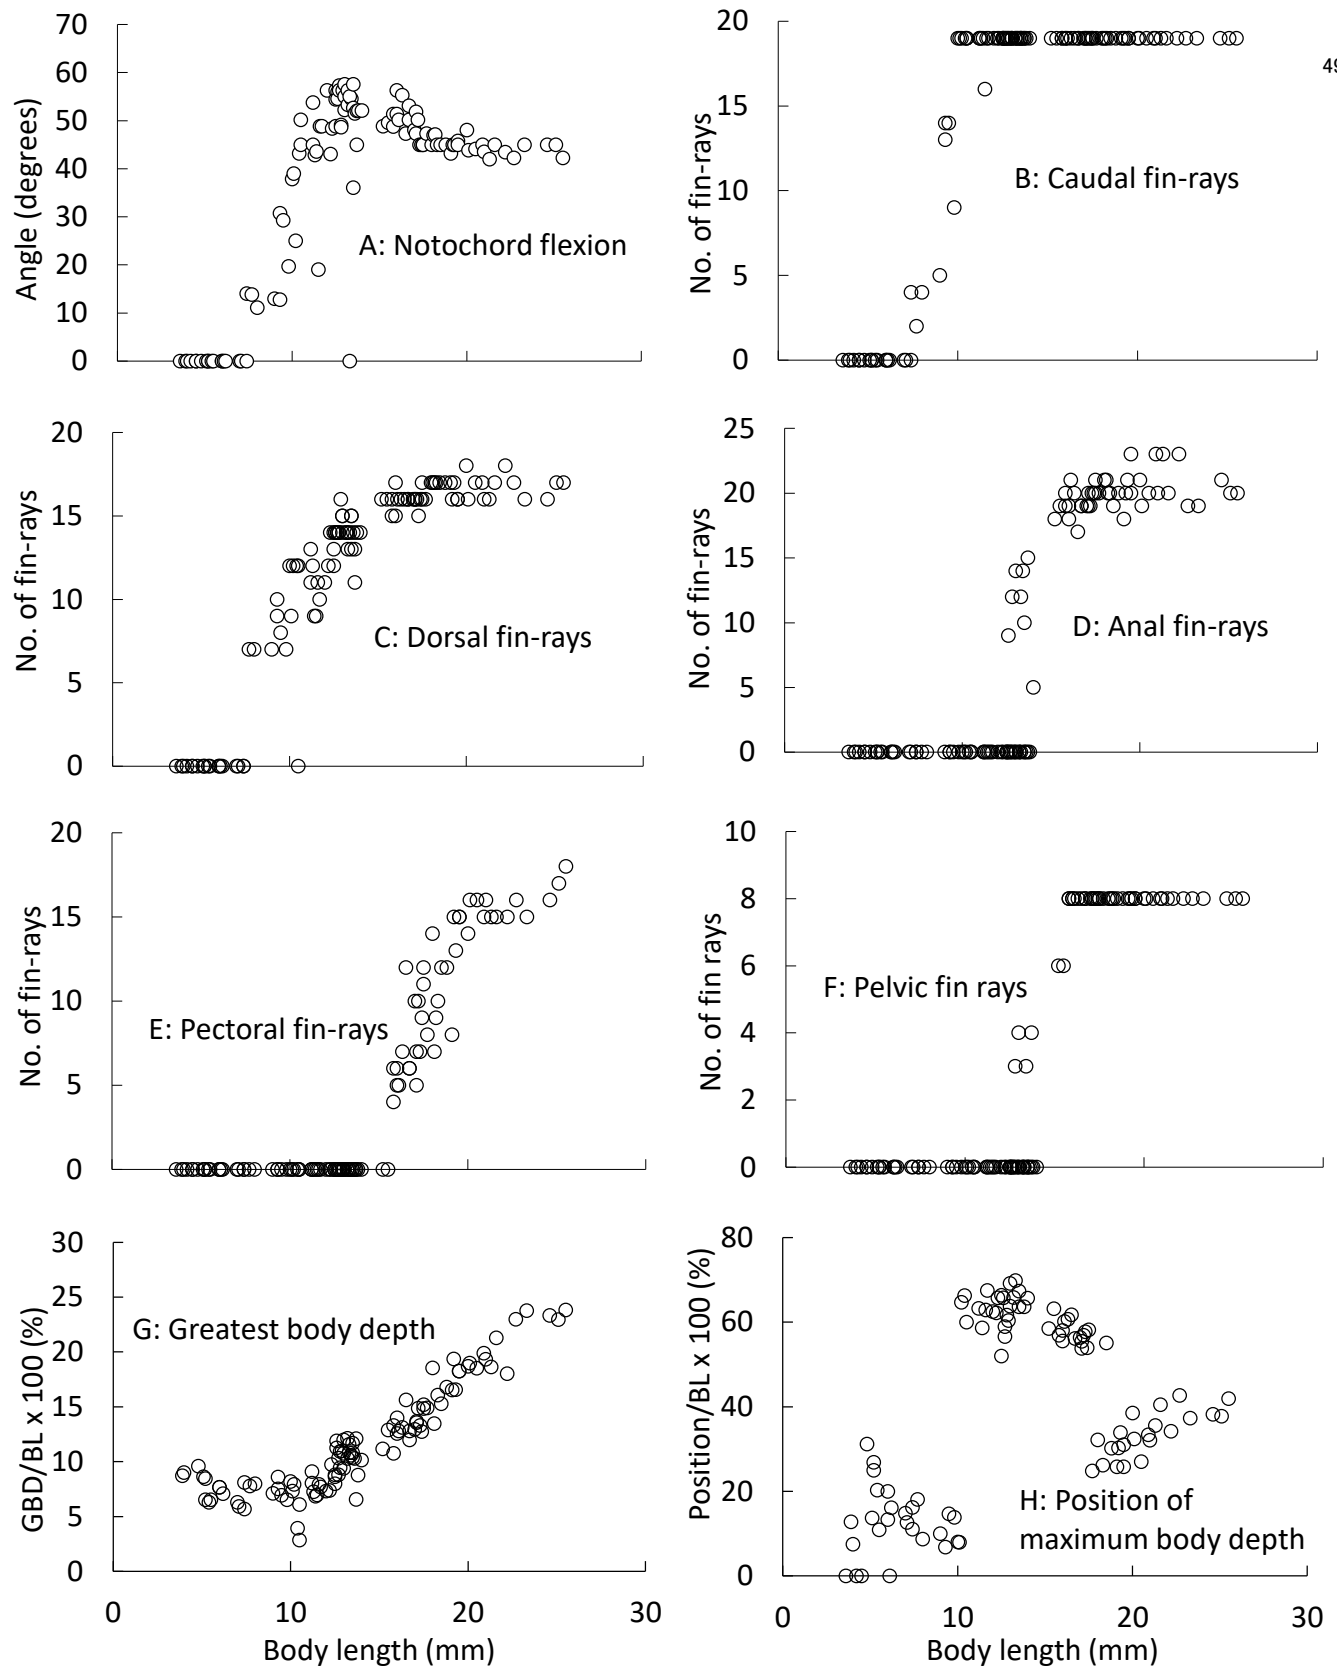 70
60
50
40
30
20
10
0
Angle (degrees)
A: Notochord flexion
20
15
10
5
0
No. of fin-rays
B: Caudal fin-rays
49
20
15
10
5
0
No. of fin-rays
C: Dorsal fin-rays
25
20
15
10
5
0
No. of fin-rays
D: Anal fin-rays
20
15
10
5
0
No. of fin-rays
E: Pectoral fin-rays
10
8
6
4
2
0
No. of fin rays
F: Pelvic fin rays
30
25
20
15
10
5
0
GBD/BL x 100 (%)
G: Greatest body depth
0 10 20 30
Body length (mm)
80
60
40
20
0
Position/BL x 100 (%)
H: Position of
maximum body depth
0 10 20 30
Body length (mm)